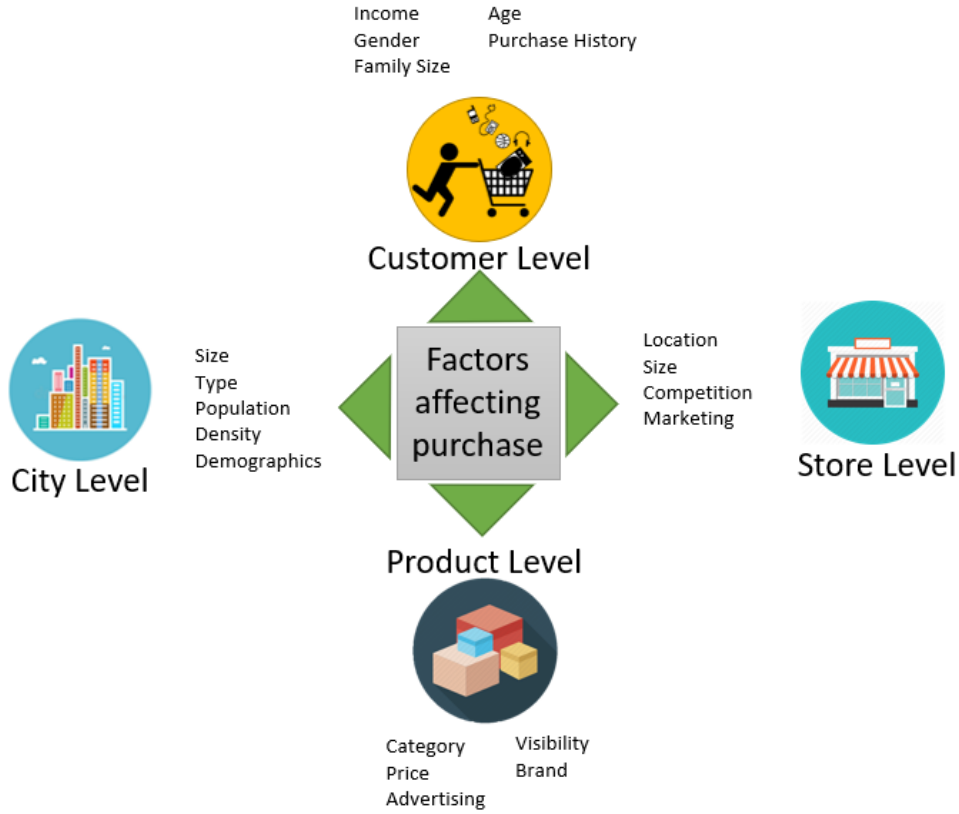 Income
Age
Gender
Purchase History
Family Size
Customer Level
Factors
affecting
purchase
Size
Type
Population
Density
Demographics
City Level
Location
Size
Competition
Marketing
Store Level
Product Level
Category
Visibility
Price
Brand
Advertising